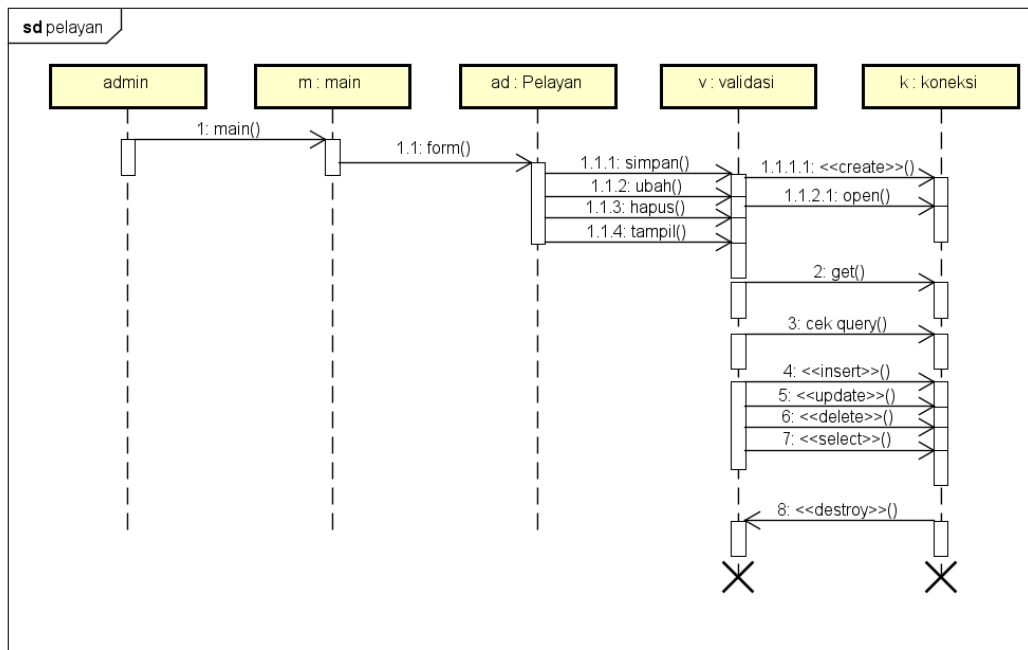 sd pelayan
admin
m : main
ad : Pelayan
v : validasi
k : koneksi
1: main()
1.1: form()
1.1.1: simpan()
1.1.1.1: <<create>>()
1.1.2: ubah()
1.1.2.1: open()
1.1.3: hapus()
1.1.4: tampil()
2: get()
3: cek query()
4: <<insert>>()
5: <<update>>()
6: <<delete>>()
7: <<select>>()
8: <<destroy>>()